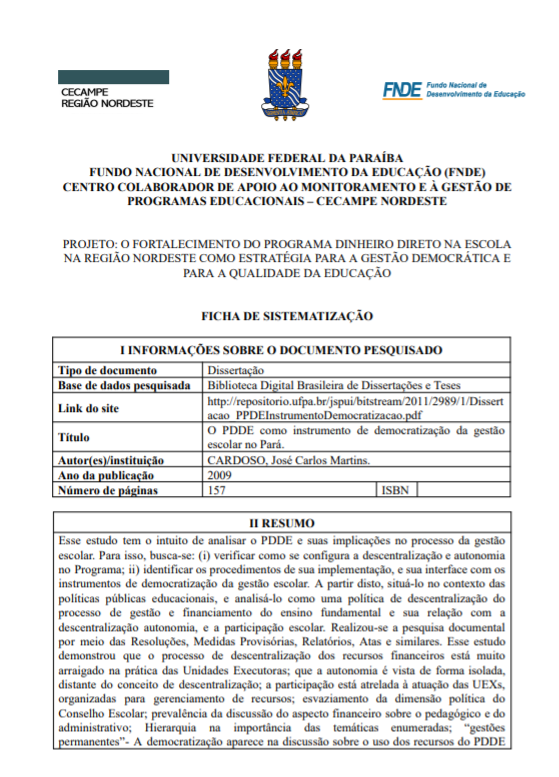 CECAMPE
REGIÃO NORDESTE
FNDE
Fundo Nacional de
Desenvolvimento da Educação
UNIVERSIDADE FEDERAL DA PARAÍBA
FUNDO NACIONAL DE DESENVOLVIMENTO DA EDUCAÇÃO (FNDE)
CENTRO COLABORADOR DE APOIO AO MONITORAMENTO E À GESTÃO DE
PROGRAMAS EDUCACIONAIS – CECAMPE NORDESTE
PROJETO: O FORTALECIMENTO DO PROGRAMA DINHEIRO DIRETO NA ESCOLA
NA REGIÃO NORDESTE COMO ESTRATÉGIA PARA A GESTÃO DEMOCRÁTICA E
PARA A QUALIDADE DA EDUCAÇÃO
FICHA DE SISTEMATIZAÇÃO
I INFORMAÇÕES SOBRE O DOCUMENTO PESQUISADO
Tipo de documento Dissertação
Base de dados pesquisada Biblioteca Digital Brasileira de Dissertações e Teses
Link do site http://repositorio.ufpa.br/jspui/bitstream/2011/2989/1/Dissert
acao_PPDEInstrumentoDemocratizacao.pdf
Título O PDDE como instrumento de democratização da gestão
escolar no Pará.
Autor(es)/instituição CARDOSO, José Carlos Martins.
Ano da publicação 2009
Número de páginas 157 ISBN
II RESUMO
Esse estudo tem o intuito de analisar o PDDE e suas implicações no processo da gestão
escolar. Para isso, busca-se: (i) verificar como se configura a descentralização e autonomia
no Programa; ii) identificar os procedimentos de sua implementação, e sua interface com os
instrumentos de democratização da gestão escolar. A partir disto, situá-lo no contexto das
políticas públicas educacionais, e analisá-lo como uma política de descentralização do
processo de gestão e financiamento do ensino fundamental e sua relação com a
descentralização autonomia, e a participação escolar. Realizou-se a pesquisa documental
por meio das Resoluções, Medidas Provisórias, Relatórios, Atas e similares. Esse estudo
demonstrou que o processo de descentralização dos recursos financeiros está muito
arraigado na prática das Unidades Executoras; que a autonomia é vista de forma isolada,
distante do conceito de descentralização; a participação está atrelada à atuação das UEXs,
organizadas para gerenciamento de recursos; esvaziamento da dimensão política do
Conselho Escolar; prevalência da discussão do aspecto financeiro sobre o pedagógico e do
administrativo; Hierarquia na importância das temáticas enumeradas; “gestões
permanentes”- A democratização aparece na discussão sobre o uso dos recursos do PDDE